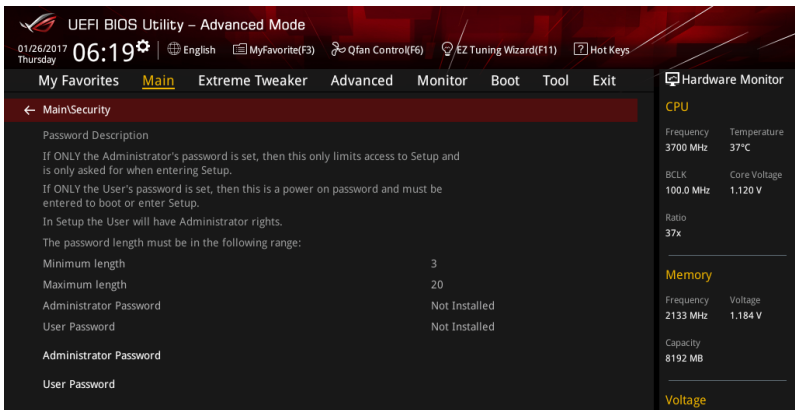 UEFI BIOS Utility – Advanced Mode
01/26/2017
Thursday
06:19
English
MyFavorite(F3)
Qfan Control(F6)
EZ Tuning Wizard(F11)
? Hot Keys
My Favorites Main Extreme Tweaker Advanced Monitor Boot Tool Exit
Hardware Monitor
← Main\Security
Password Description
If ONLY the Administrator's password is set, then this only limits access to Setup and
is only asked for when entering Setup.
If ONLY the User's password is set, then this is a power on password and must be
entered to boot or enter Setup.
In Setup the User will have Administrator rights.
The password length must be in the following range:
Minimum length 3
Maximum length 20
Administrator Password Not Installed
User Password Not Installed
Administrator Password
User Password
CPU
Frequency Temperature
3700 MHz 37°C
BCLK Core Voltage
100.0 MHz 1.120 V
Ratio
37x
Memory
Frequency Voltage
2133 MHz 1.184 V
Capacity
8192 MB
Voltage